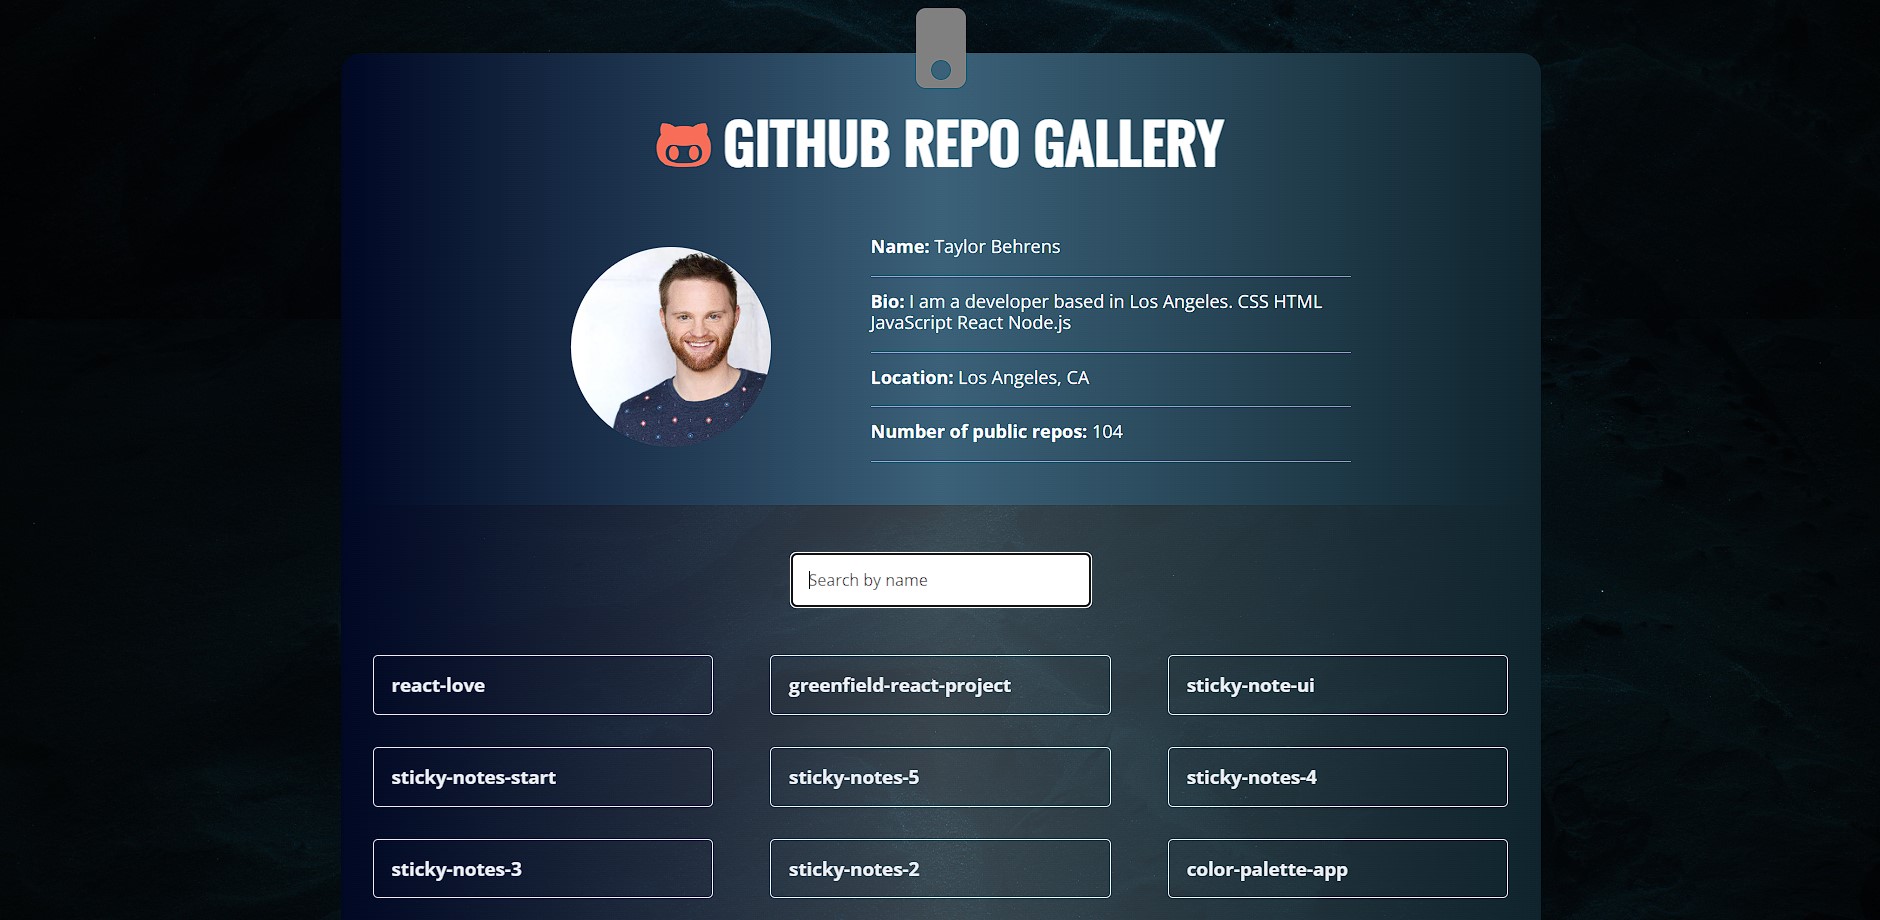 GITHUB REPO GALLERY
Name: Taylor Behrens
Bio: I am a developer based in Los Angeles. CSS HTML
JavaScript React Node.js
Location: Los Angeles, CA
Number of public repos: 104
Search by name
react-love
greenfield-react-project
sticky-note-ui
sticky-notes-start
sticky-notes-5
sticky-notes-4
sticky-notes-3
sticky-notes-2
color-palette-app